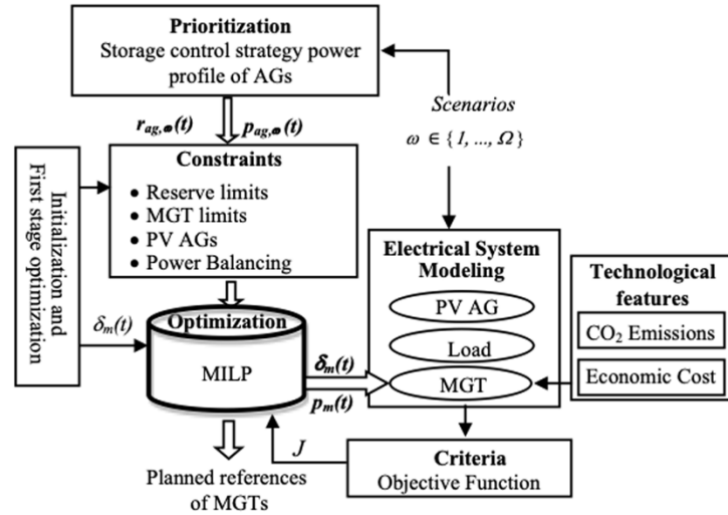 Prioritization
Storage control strategy power
profile of AGs
Scenarios
ω ∈ {1, ..., Ω}
r_ag,ω(t) p_ag,ω(t)
Constraints
• Reserve limits
• MGT limits
• PV AGs
• Power Balancing
Initialization and
First stage optimization
δ_m(t)
Optimization
MILP
δ_m(t)
p_m(t)
Electrical System
Modeling
PV AG
Load
MGT
Technological
features
CO₂ Emissions
Economic Cost
J
Criteria
Objective Function
Planned references
of MGTs